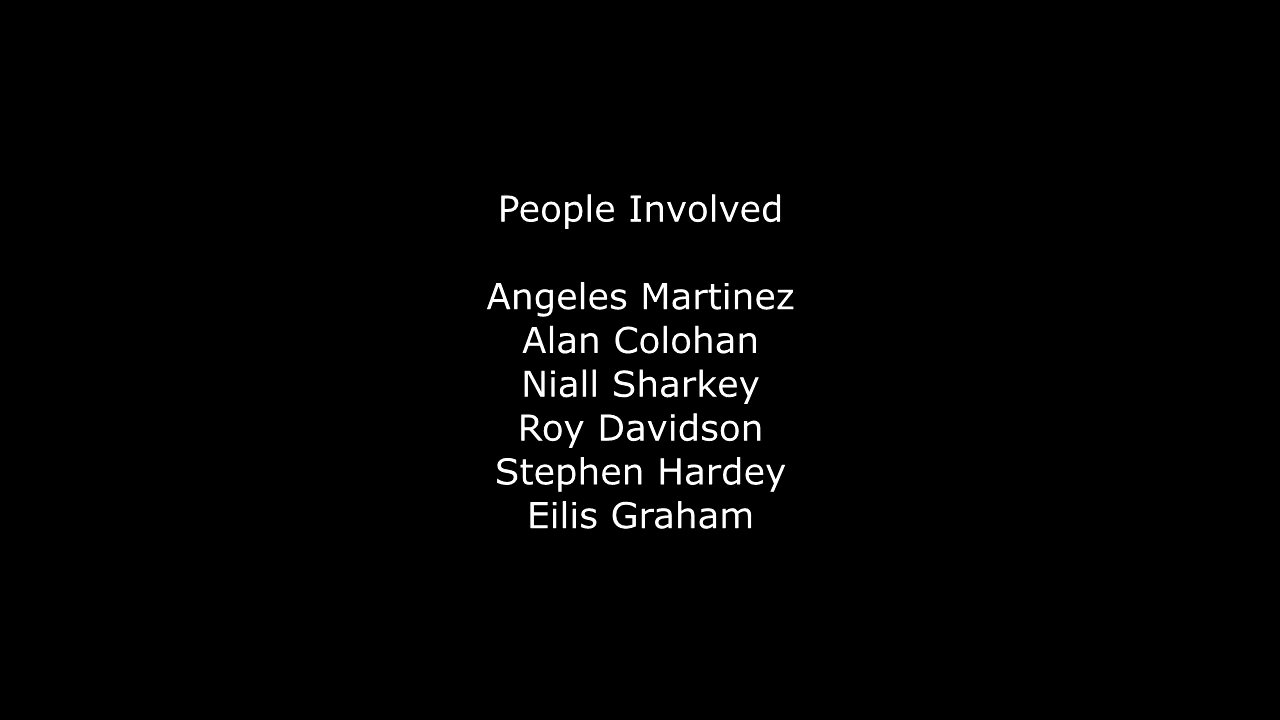 People Involved
Angeles Martinez
Alan Colohan
Niall Sharkey
Roy Davidson
Stephen Hardey
Eilis Graham